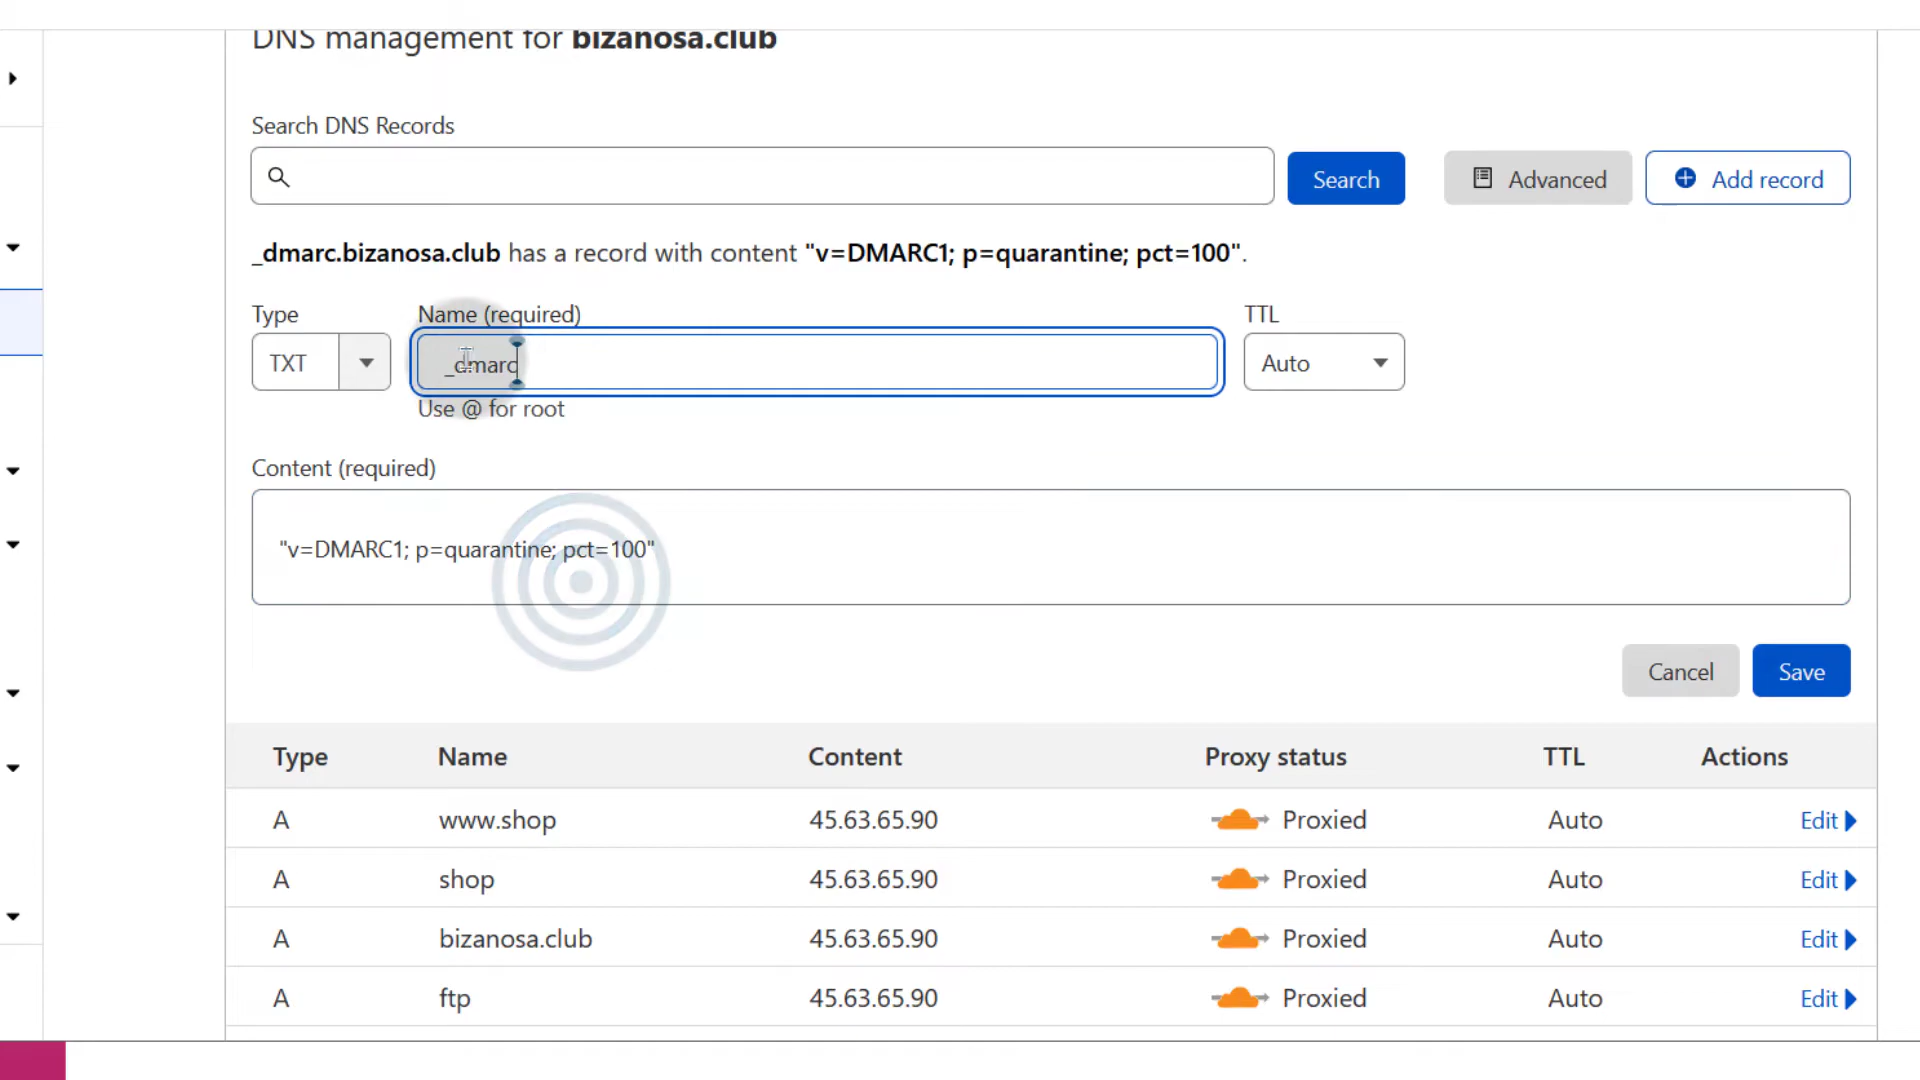 DNS management for bizanosa.club
Search DNS Records
Search
Advanced
Add record
_dmarc.bizanosa.club has a record with content "v=DMARC1; p=quarantine; pct=100".
Type
Name (required)
TTL
TXT
_dmarc
Auto
Use @ for root
Content (required)
"v=DMARC1; p=quarantine; pct=100"
Cancel
Save
Type Name Content Proxy status TTL Actions
A www.shop 45.63.65.90 Proxied Auto Edit
A shop 45.63.65.90 Proxied Auto Edit
A bizanosa.club 45.63.65.90 Proxied Auto Edit
A ftp 45.63.65.90 Proxied Auto Edit